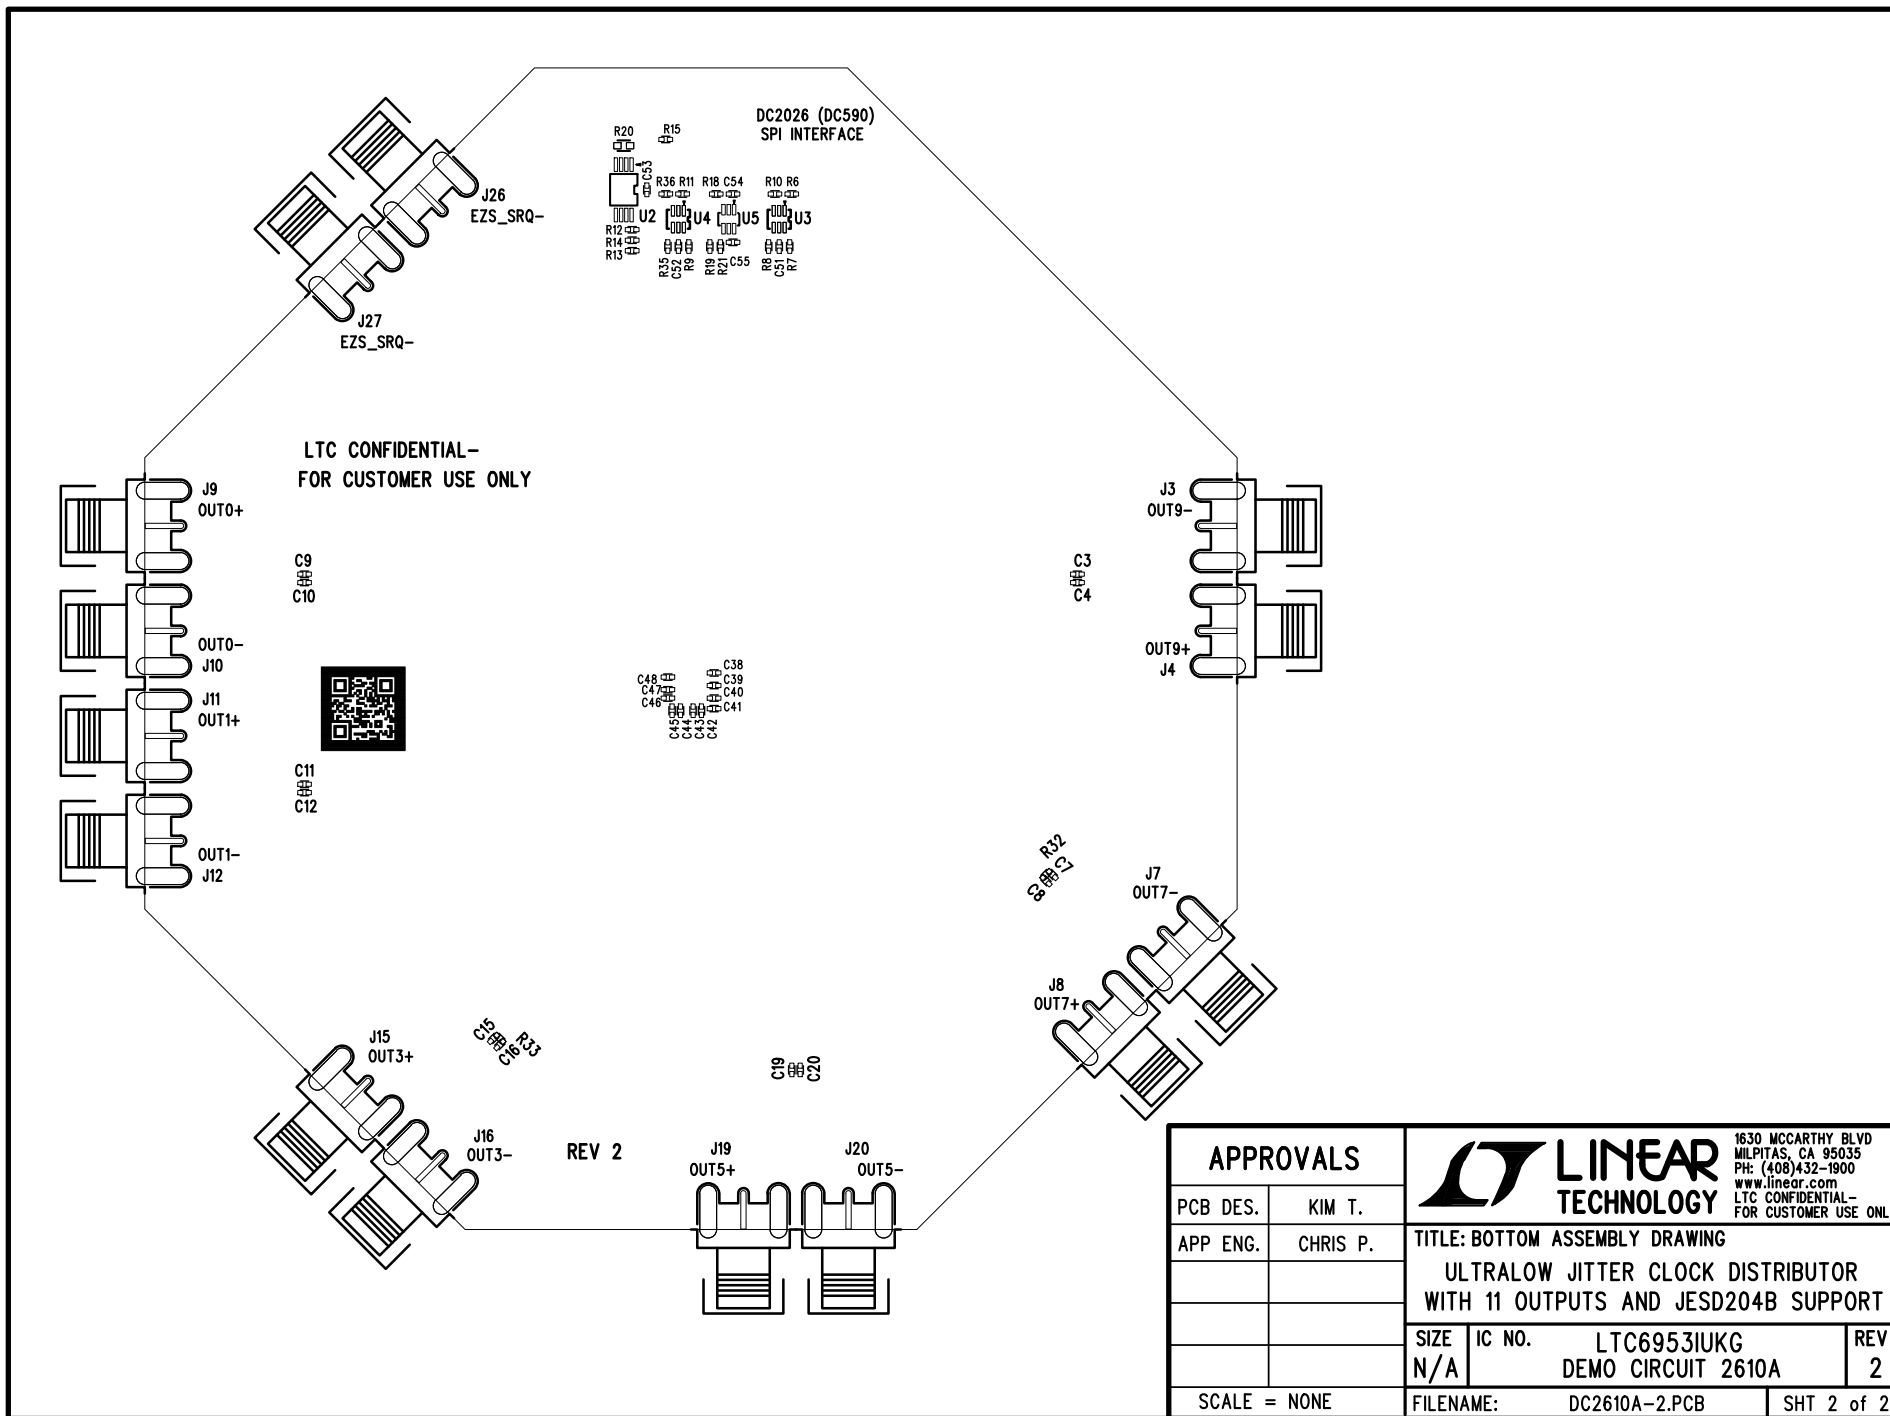 DC2026 (DC590)
SPI INTERFACE
R20
R15
C53
R36
R11
R18
C54
R10
R6
U2
U4
U5
U3
R12
R14
R13
R35
C52
R9
R19
R21
C55
R8
C51
R7
J26
EZS_SRQ-
J27
EZS_SRQ-
LTC CONFIDENTIAL-
FOR CUSTOMER USE ONLY
J9
OUT0+
C9
C10
OUT0-
J10
J11
OUT1+
C11
C12
OUT1-
J12
J3
OUT9-
C3
C4
OUT9+
J4
C48
C47
C46
C38
C39
C40
C41
C45
C44
C43
C42
R32
C7
C8
J7
OUT7-
J8
OUT7+
J15
OUT3+
C15
C16
R33
C19
C20
J16
OUT3-
REV 2
J19
OUT5+
J20
OUT5-
APPROVALS
PCB DES.
KIM T.
APP ENG.
CHRIS P.
SCALE = NONE
LINEAR
TECHNOLOGY
1630 MCCARTHY BLVD
MILPITAS, CA 95035
PH: (408)432-1900
www.linear.com
LTC CONFIDENTIAL-
FOR CUSTOMER USE ONL
TITLE: BOTTOM ASSEMBLY DRAWING
ULTRALOW JITTER CLOCK DISTRIBUTOR
WITH 11 OUTPUTS AND JESD204B SUPPORT
SIZE
N/A
IC NO.
LTC6953IUKG
DEMO CIRCUIT 2610A
REV
2
FILENAME:
DC2610A-2.PCB
SHT 2 of 2